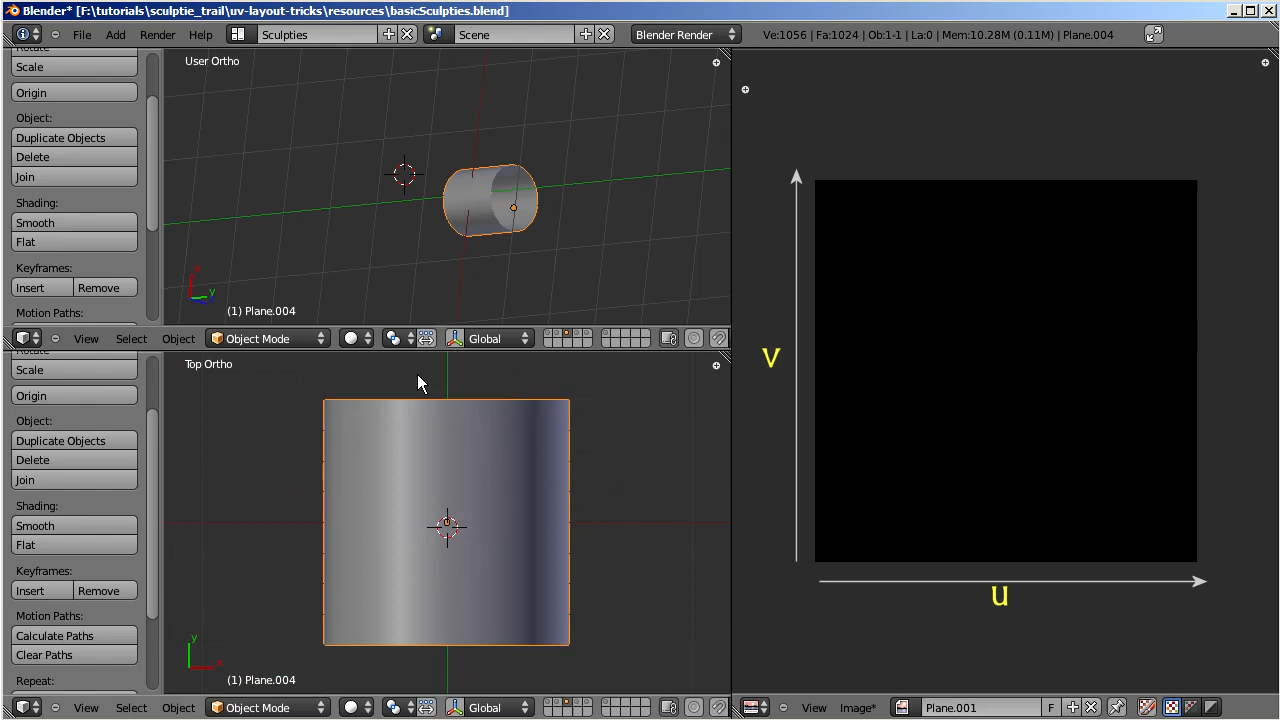 Blender* [F:\tutorials\sculptie_trail\uv-layout-tricks\resources\basicSculpties.blend]
File Add Render Help Sculpties Scene Blender Render Ve:1056 | Fa:1024 | Ob:1-1 | La:0 | Mem:10.28M (0.11M) | Plane.004
Scale
Origin
Object:
Duplicate Objects
Delete
Join
Shading:
Smooth
Flat
Keyframes:
Insert Remove
Motion Paths:
User Ortho
x
y
(1) Plane.004
View Select Object Object Mode Global
Rotate
Scale
Origin
Object:
Duplicate Objects
Delete
Join
Shading:
Smooth
Flat
Keyframes:
Insert Remove
Motion Paths:
Calculate Paths
Clear Paths
Repeat:
Top Ortho
y
x
(1) Plane.004
View Select Object Object Mode Global
v
u
View Image* Plane.001 F